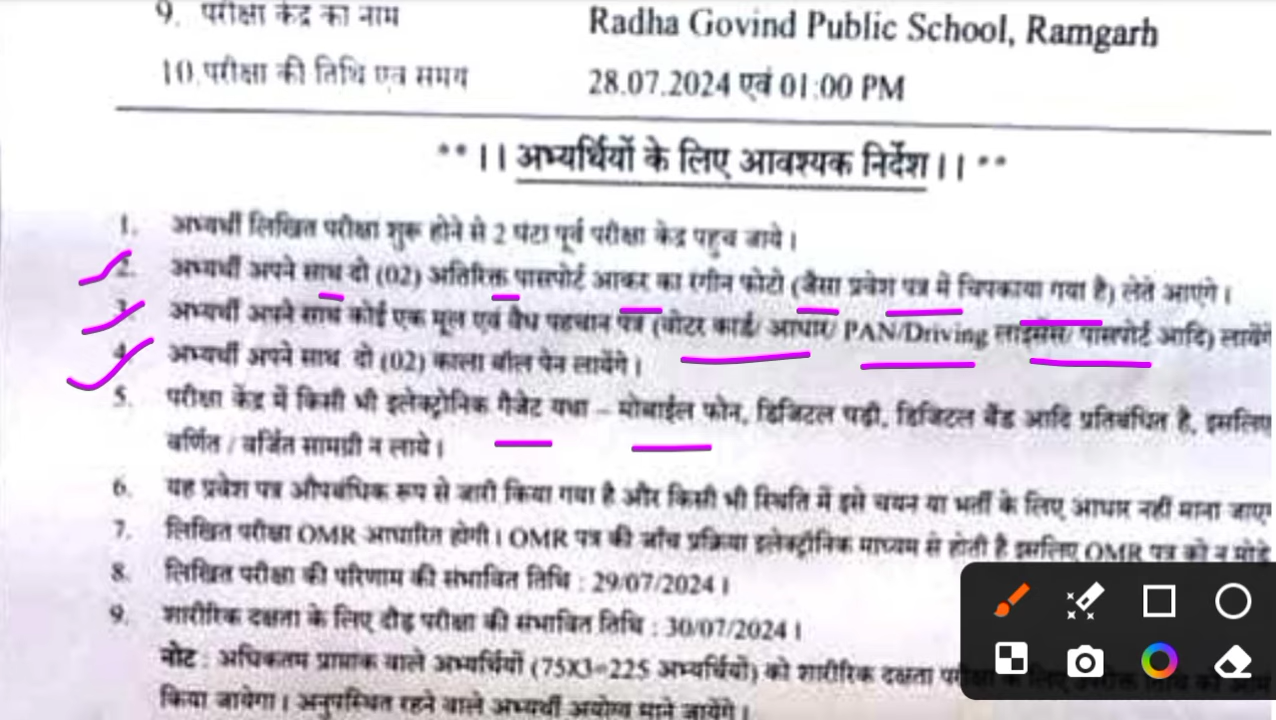 9. परीक्षा केंद्र का नाम Radha Govind Public School, Ramgarh
10. परीक्षा की तिथि एवं समय 28.07.2024 एवं 01:00 PM
**।। अभ्यर्थियों के लिए आवश्यक निर्देश ।।**
1. अभ्यर्थी लिखित परीक्षा शुरू होने से 2 घंटा पूर्व परीक्षा केंद्र पहुच जाये।
2. अभ्यर्थी अपने साथ दो (02) अतिरिक्त पासपोर्ट आकर का रंगीन फोटो (जैसा प्रवेश पत्र में चिपकाया गया है) लेते आएंगे।
3. अभ्यर्थी अपने साथ कोई एक मूल एवं वैध पहचान पत्र (वोटर कार्ड/ आधार/ PAN/Driving लाइसेंस/ पासपोर्ट आदि) लायेंगे
4. अभ्यर्थी अपने साथ दो (02) काला बॉल पेन लायेंगे।
5. परीक्षा केंद्र में किसी भी इलेक्ट्रोनिक गैजेट यथा – मोबाईल फोन, डिजिटल घड़ी, डिजिटल बैंड आदि प्रतिबंधित है, इसलिए
वर्णित / वर्जित सामग्री न लाये।
6. यह प्रवेश पत्र औपबंधिक रूप से जारी किया गया है और किसी भी स्थिति में इसे चयन या भर्ती के लिए आधार नहीं माना जाए
7. लिखित परीक्षा OMR आधारित होगी। OMR पत्र की जाँच प्रक्रिया इलेक्ट्रोनिक माध्यम से होती है इसलिए OMR पत्र को न मोडे
8. लिखित परीक्षा की परिणाम की संभावित तिथि : 29/07/2024।
9. शारीरिक दक्षता के लिए दौड़ परीक्षा की संभावित तिथि : 30/07/2024।
नोट : अधिकतम प्राप्तांक वाले अभ्यर्थियों (75X3=225 अभ्यर्थियों) को शारीरिक दक्षता
किया जावेगा। अनुपस्थित रहने वाले अभ्यर्थी अयोग्य माने जायेंगे।